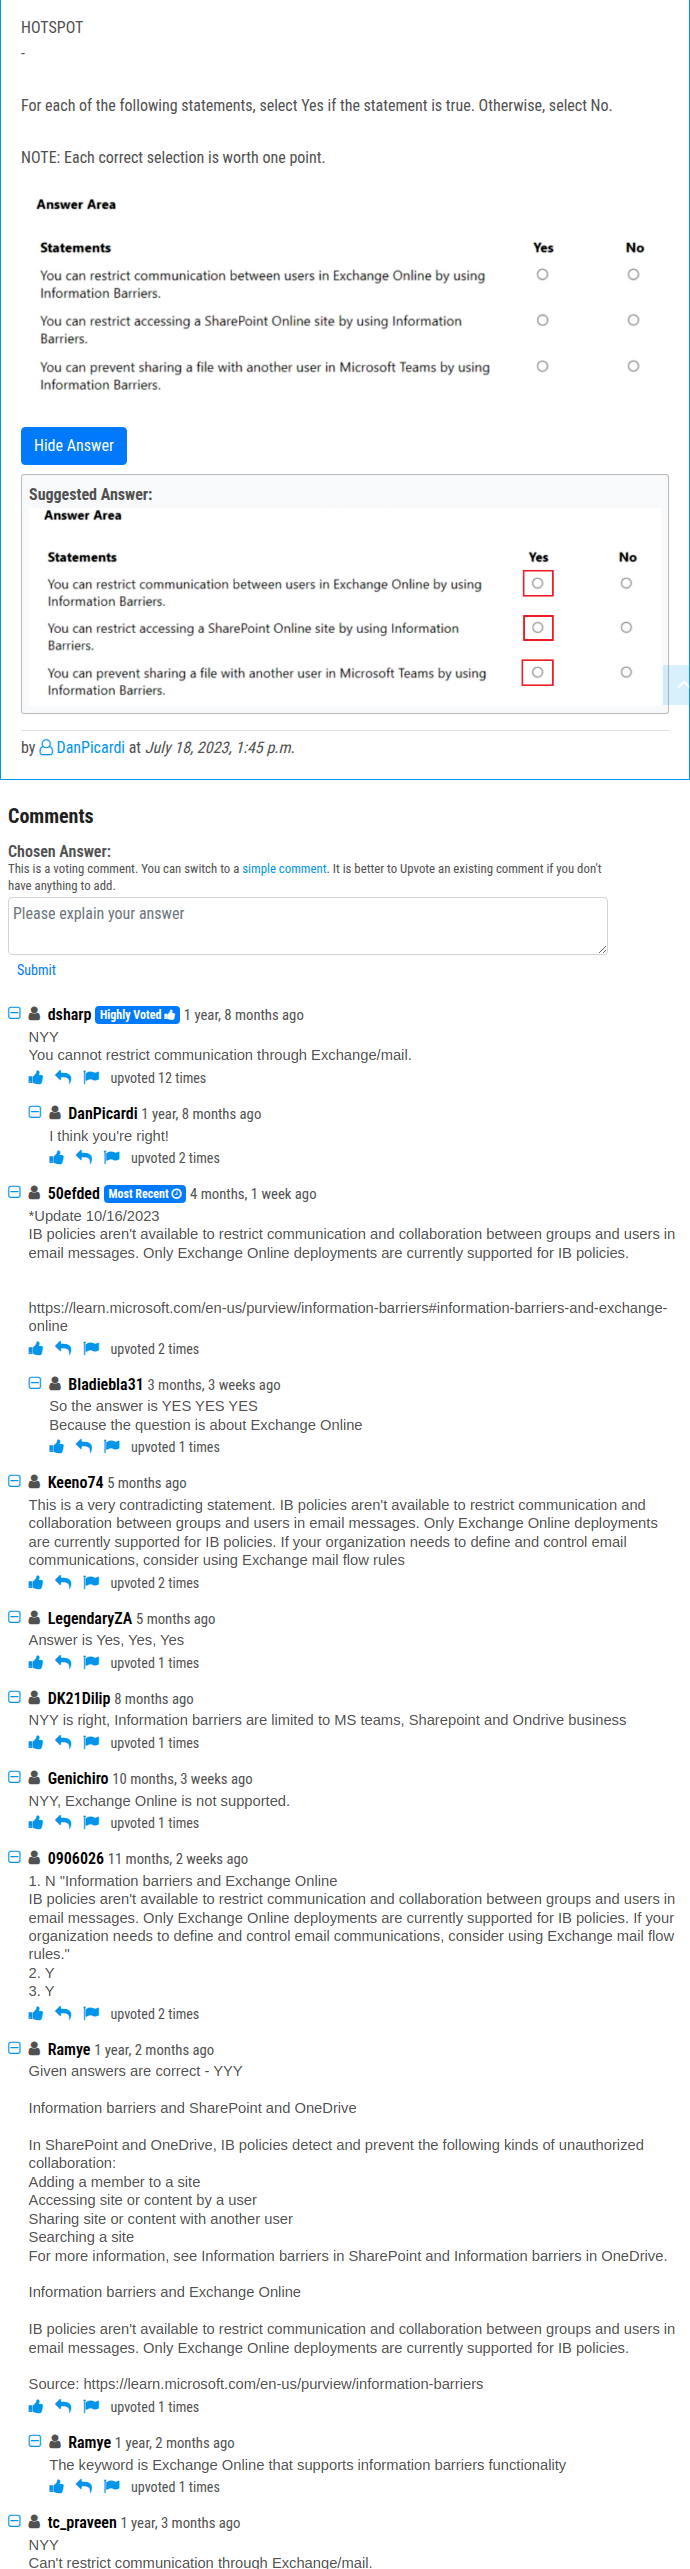 HOTSPOT
-
For each of the following statements, select Yes if the statement is true. Otherwise, select No.
NOTE: Each correct selection is worth one point.
Answer Area
Statements Yes No
You can restrict communication between users in Exchange Online by using
Information Barriers.
You can restrict accessing a SharePoint Online site by using Information
Barriers.
You can prevent sharing a file with another user in Microsoft Teams by using
Information Barriers.
Hide Answer
Suggested Answer:
Answer Area
Statements Yes No
You can restrict communication between users in Exchange Online by using
Information Barriers.
You can restrict accessing a SharePoint Online site by using Information
Barriers.
You can prevent sharing a file with another user in Microsoft Teams by using
Information Barriers.
by DanPicardi at July 18, 2023, 1:45 p.m.
Comments
Chosen Answer:
This is a voting comment. You can switch to a simple comment. It is better to Upvote an existing comment if you don't
have anything to add.
Please explain your answer
Submit
dsharp Highly Voted 1 year, 8 months ago
NYY
You cannot restrict communication through Exchange/mail.
upvoted 12 times
DanPicardi 1 year, 8 months ago
I think you're right!
upvoted 2 times
50efded Most Recent 4 months, 1 week ago
*Update 10/16/2023
IB policies aren't available to restrict communication and collaboration between groups and users in
email messages. Only Exchange Online deployments are currently supported for IB policies.
https://learn.microsoft.com/en-us/purview/information-barriers#information-barriers-and-exchange-
online
upvoted 2 times
Bladiebla31 3 months, 3 weeks ago
So the answer is YES YES YES
Because the question is about Exchange Online
upvoted 1 times
Keeno74 5 months ago
This is a very contradicting statement. IB policies aren't available to restrict communication and
collaboration between groups and users in email messages. Only Exchange Online deployments
are currently supported for IB policies. If your organization needs to define and control email
communications, consider using Exchange mail flow rules
upvoted 2 times
LegendaryZA 5 months ago
Answer is Yes, Yes, Yes
upvoted 1 times
DK21Dilip 8 months ago
NYY is right, Information barriers are limited to MS teams, Sharepoint and Ondrive business
upvoted 1 times
Genichiro 10 months, 3 weeks ago
NYY, Exchange Online is not supported.
upvoted 1 times
0906026 11 months, 2 weeks ago
1. N "Information barriers and Exchange Online
IB policies aren't available to restrict communication and collaboration between groups and users in
email messages. Only Exchange Online deployments are currently supported for IB policies. If your
organization needs to define and control email communications, consider using Exchange mail flow
rules."
2. Y
3. Y
upvoted 2 times
Ramye 1 year, 2 months ago
Given answers are correct - YYY
Information barriers and SharePoint and OneDrive
In SharePoint and OneDrive, IB policies detect and prevent the following kinds of unauthorized
collaboration:
Adding a member to a site
Accessing site or content by a user
Sharing site or content with another user
Searching a site
For more information, see Information barriers in SharePoint and Information barriers in OneDrive.
Information barriers and Exchange Online
IB policies aren't available to restrict communication and collaboration between groups and users in
email messages. Only Exchange Online deployments are currently supported for IB policies.
Source: https://learn.microsoft.com/en-us/purview/information-barriers
upvoted 1 times
Ramye 1 year, 2 months ago
The keyword is Exchange Online that supports information barriers functionality
upvoted 1 times
tc_praveen 1 year, 3 months ago
NYY
Can't restrict communication through Exchange/mail.